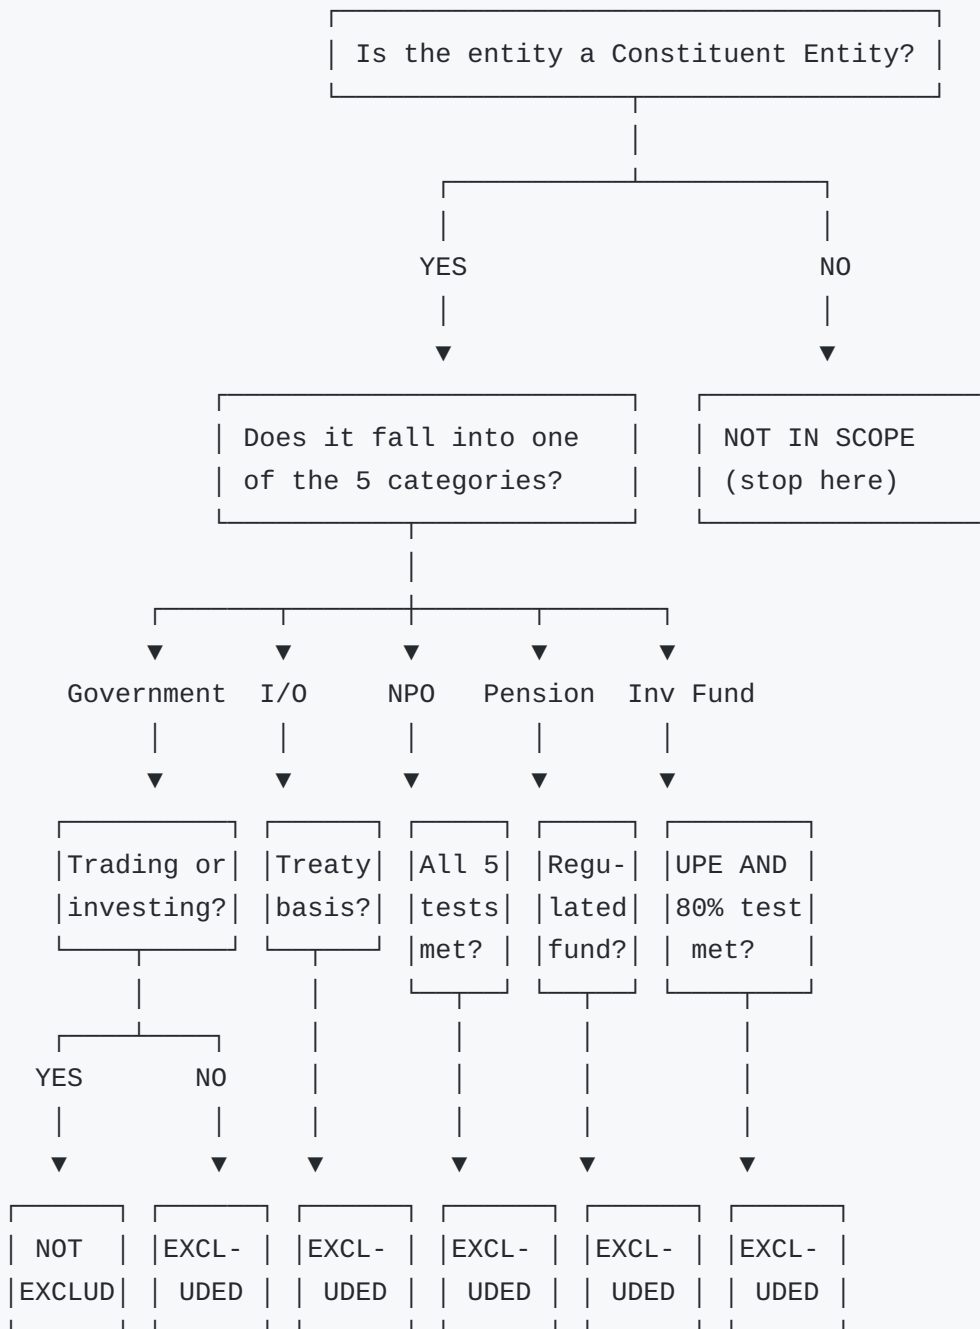 Is the entity a Constituent Entity?
YES NO
Does it fall into one NOT IN SCOPE
of the 5 categories? (stop here)
Government I/O NPO Pension Inv Fund
Trading or Treaty All 5 Regu- UPE AND
investing? basis? tests lated 80% test
met? fund? met?
YES NO
NOT EXCL- EXCL- EXCL- EXCL- EXCL-
EXCLUD UDED UDED UDED UDED UDED